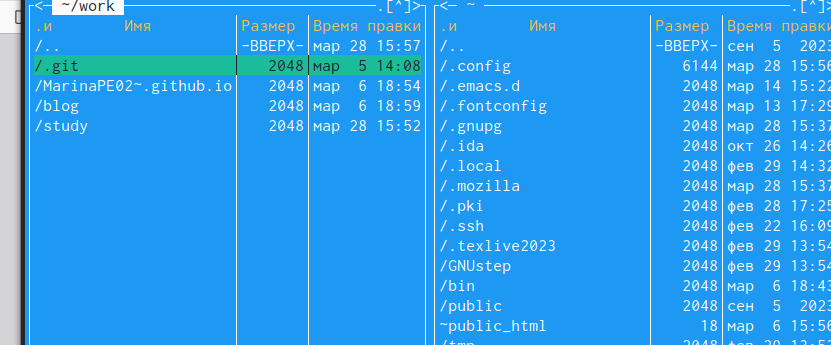 <─ ~/work .[^]>
.и Имя Размер Время правки
/.. -ВВЕРХ- мар 28 15:57
/.git 2048 мар 5 14:08
/MarinaPE02~.github.io 2048 мар 6 18:54
/blog 2048 мар 6 18:59
/study 2048 мар 28 15:52
<─ ~ .[^]>
.и Имя Размер Время правки
/.. -ВВЕРХ- сен 5 2023
/.config 6144 мар 28 15:56
/.emacs.d 2048 мар 14 15:22
/.fontconfig 2048 мар 13 17:29
/.gnupg 2048 мар 28 15:37
/.ida 2048 окт 26 14:26
/.local 2048 фев 29 14:32
/.mozilla 2048 мар 28 15:37
/.pki 2048 фев 28 17:25
/.ssh 2048 фев 22 16:09
/.texlive2023 2048 фев 29 13:54
/GNUstep 2048 фев 29 13:54
/bin 2048 мар 6 18:43
/public 2048 сен 5 2023
~public_html 18 мар 6 15:56
/tmp 2048 фев 29 13:53